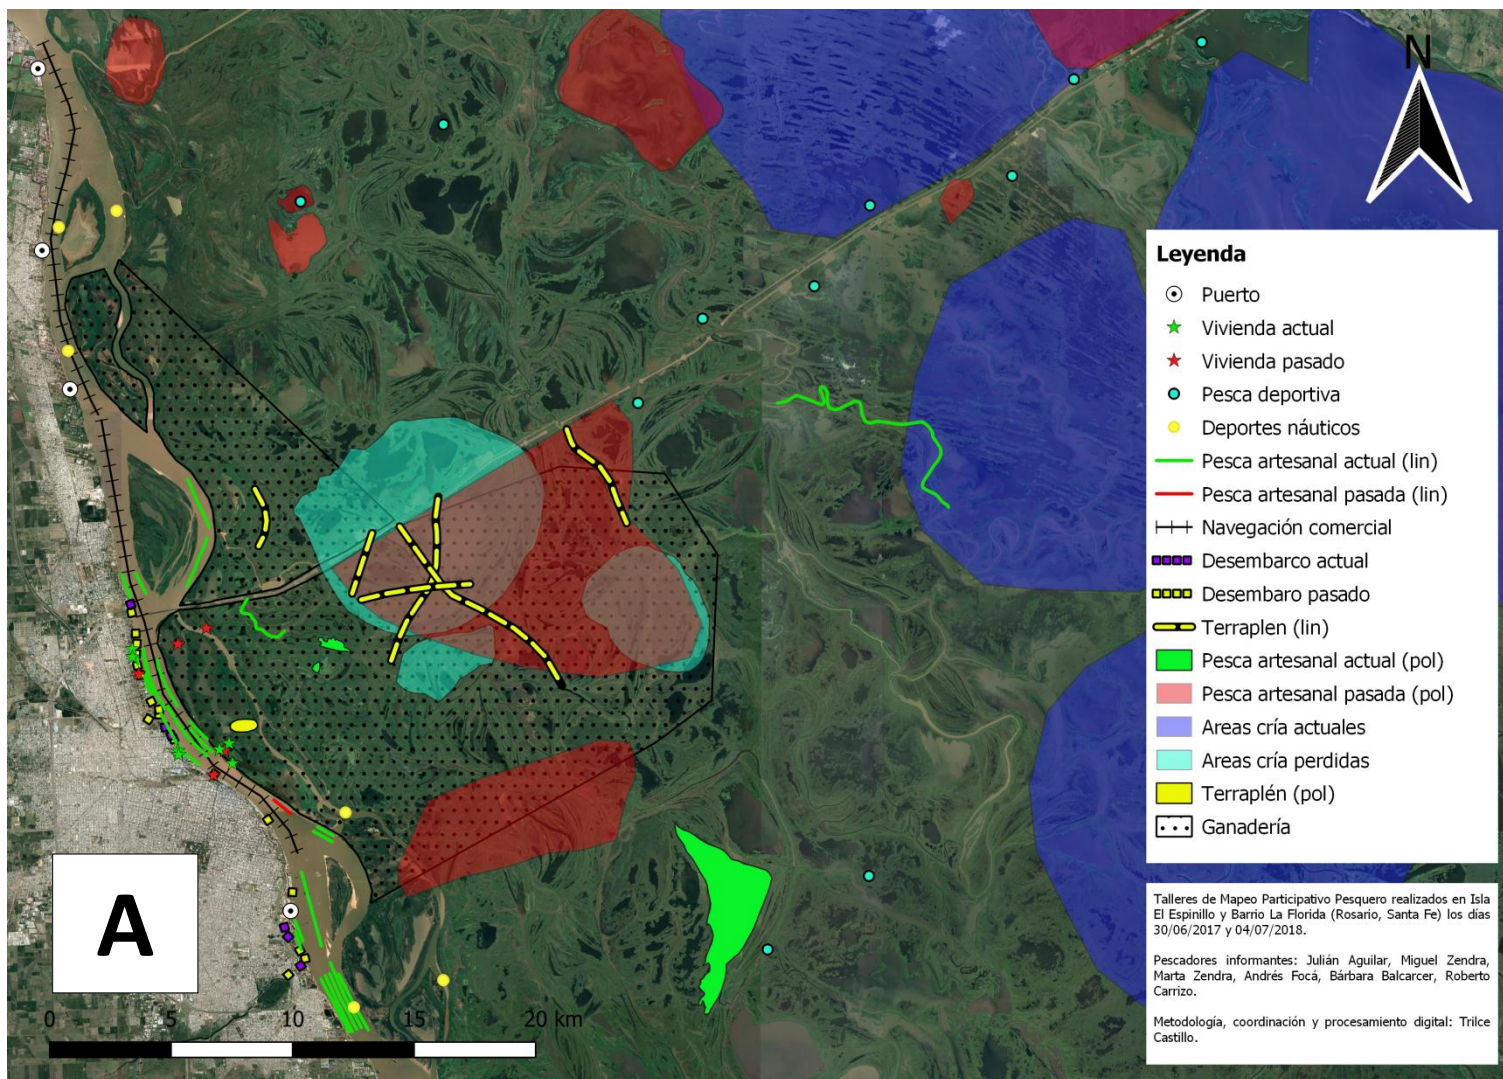 N
Leyenda
Puerto
Vivienda actual
Vivienda pasado
Pesca deportiva
Deportes náuticos
Pesca artesanal actual (lin)
Pesca artesanal pasada (lin)
Navegación comercial
Desembarco actual
Desembaro pasado
Terraplen (lin)
Pesca artesanal actual (pol)
Pesca artesanal pasada (pol)
Areas cría actuales
Areas cría perdidas
Terraplén (pol)
Ganadería
Talleres de Mapeo Participativo Pesquero realizados en Isla
El Espinillo y Barrio La Florida (Rosario, Santa Fe) los días
30/06/2017 y 04/07/2018.
Pescadores informantes: Julián Aguilar, Miguel Zendra,
Marta Zendra, Andrés Focá, Bárbara Balcarcer, Roberto
Carrizo.
Metodología, coordinación y procesamiento digital: Trilce
Castillo.
A
0 5 10 15 20 km